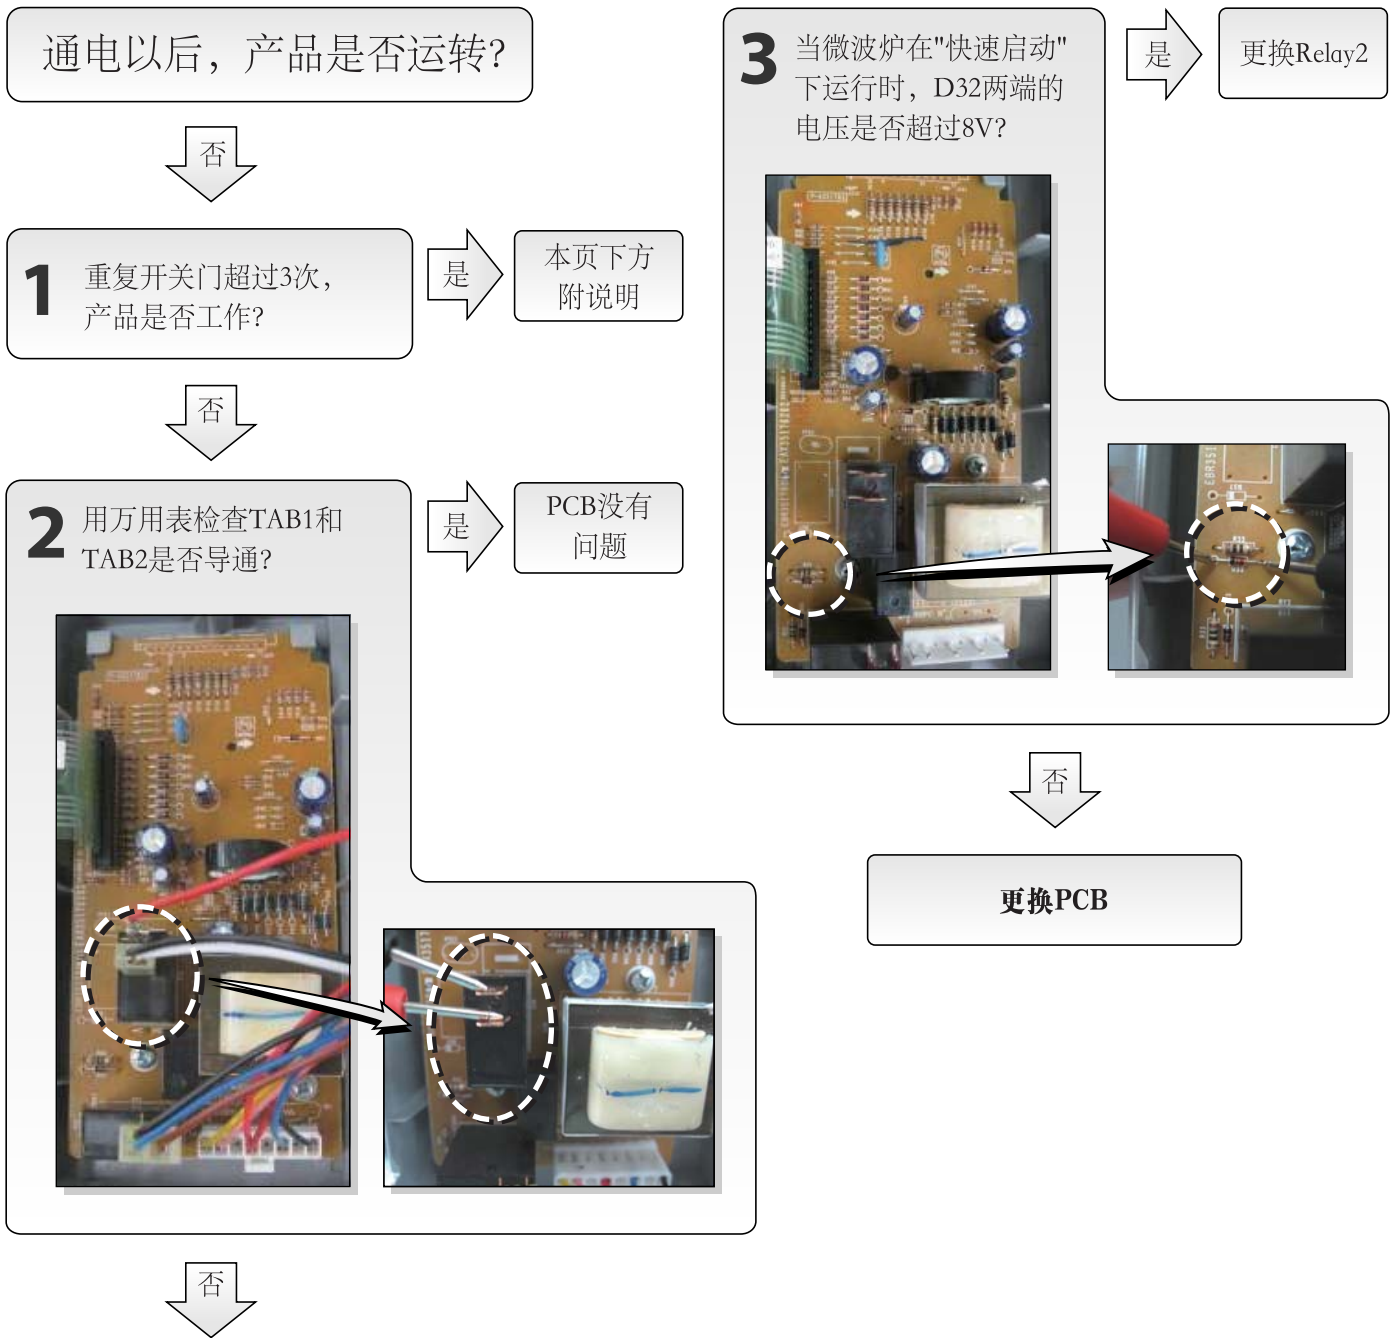 通电以后，产品是否运转？
否
1
重复开关门超过3次，
产品是否工作？
是
本页下方
附说明
否
2
用万用表检查TAB1和
TAB2是否导通？
是
PCB没有
问题
否
3
当微波炉在"快速启动"
下运行时，D32两端的
电压是否超过8V？
是
更换Relay2
否
更换PCB